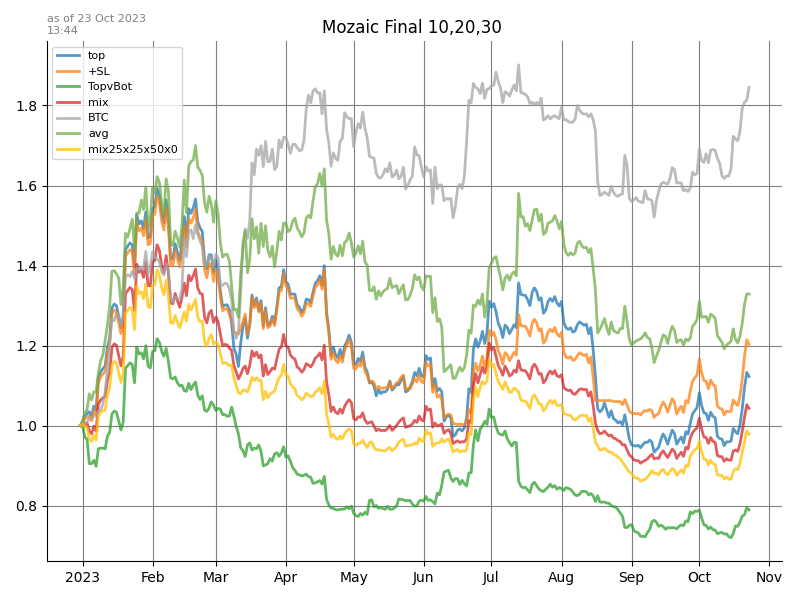 as of 23 Oct 2023
13:44
Mozaic Final 10,20,30
top
+SL
TopvBot
mix
BTC
avg
mix25x25x50x0
1.8
1.6
1.4
1.2
1.0
0.8
2023 Feb Mar Apr May Jun Jul Aug Sep Oct Nov